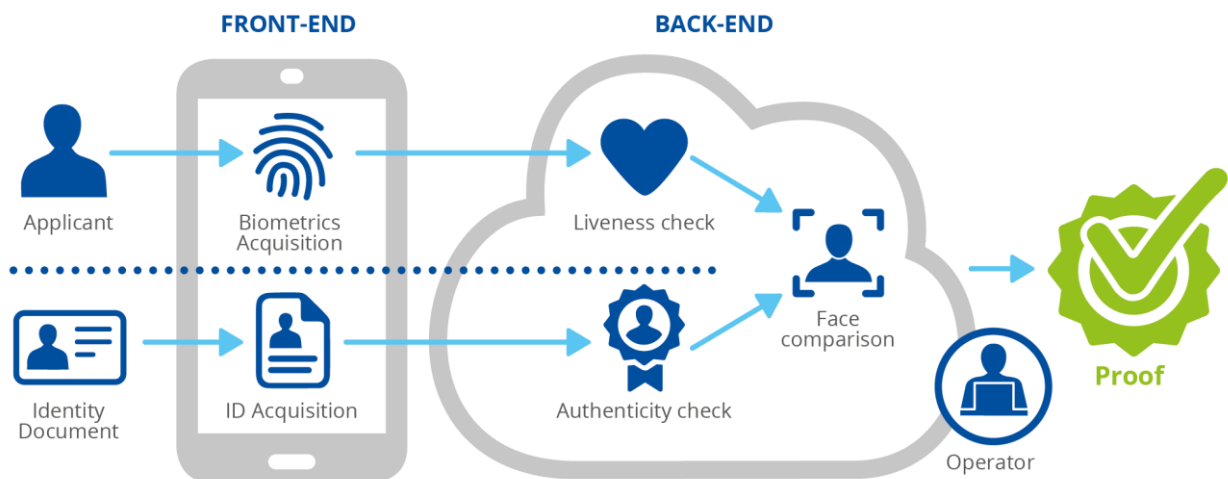 FRONT-END
BACK-END
Applicant
Biometrics
Acquisition
Liveness check
Face
comparison
Proof
Identity
Document
ID Acquisition
Authenticity check
Operator